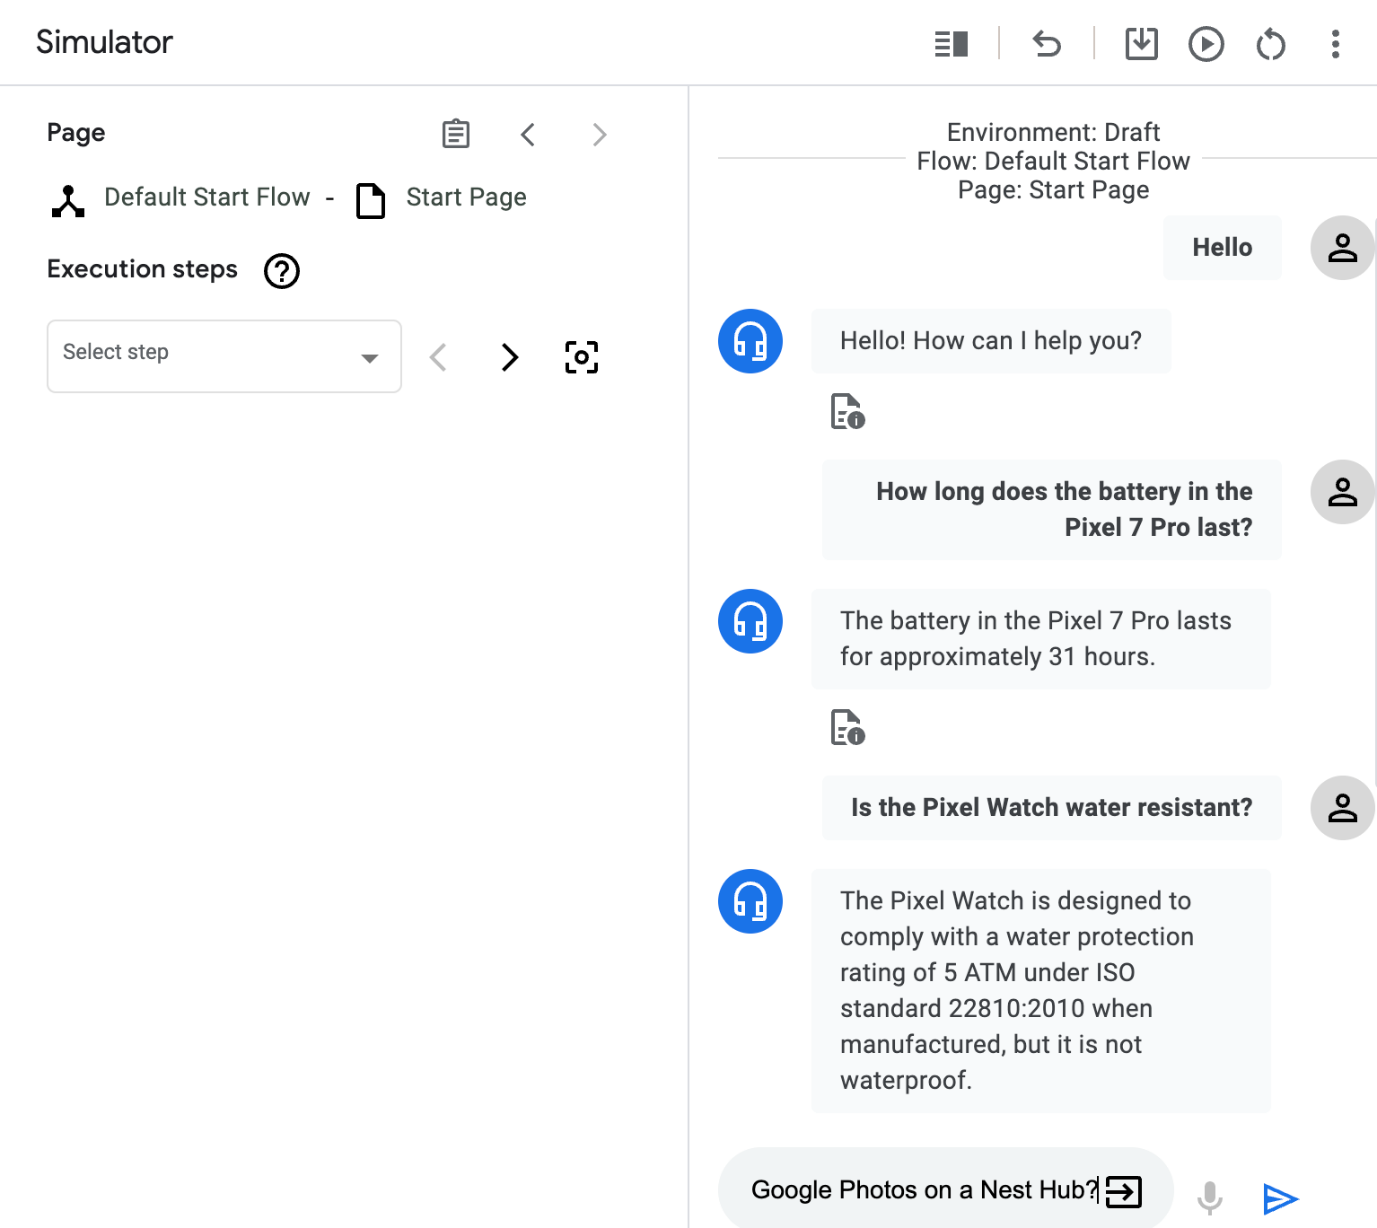 Simulator
Page
Default Start Flow - Start Page
Execution steps
Select step
Environment: Draft
Flow: Default Start Flow
Page: Start Page
Hello
Hello! How can I help you?
How long does the battery in the
Pixel 7 Pro last?
The battery in the Pixel 7 Pro lasts
for approximately 31 hours.
Is the Pixel Watch water resistant?
The Pixel Watch is designed to
comply with a water protection
rating of 5 ATM under ISO
standard 22810:2010 when
manufactured, but it is not
waterproof.
Google Photos on a Nest Hub?